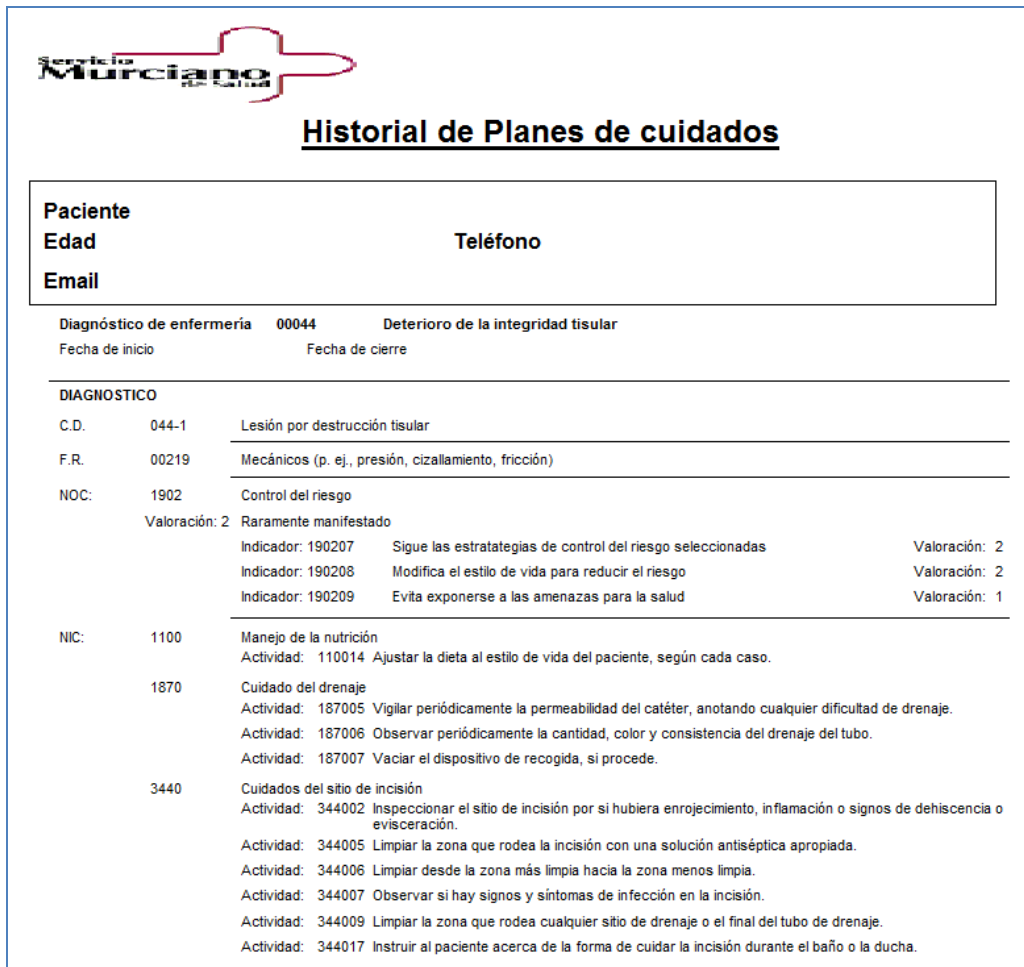 Servicio
Murciano
de Salud
Historial de Planes de cuidados
Paciente
Edad Teléfono
Email
Diagnóstico de enfermería 00044 Deterioro de la integridad tisular
Fecha de inicio Fecha de cierre
DIAGNOSTICO
C.D. 044-1 Lesión por destrucción tisular
F.R. 00219 Mecánicos (p. ej., presión, cizallamiento, fricción)
NOC: 1902 Control del riesgo
Valoración: 2 Raramente manifestado
Indicador: 190207 Sigue las estratategias de control del riesgo seleccionadas Valoración: 2
Indicador: 190208 Modifica el estilo de vida para reducir el riesgo Valoración: 2
Indicador: 190209 Evita exponerse a las amenazas para la salud Valoración: 1
NIC: 1100 Manejo de la nutrición
Actividad: 110014 Ajustar la dieta al estilo de vida del paciente, según cada caso.
1870 Cuidado del drenaje
Actividad: 187005 Vigilar periódicamente la permeabilidad del catéter, anotando cualquier dificultad de drenaje.
Actividad: 187006 Observar periódicamente la cantidad, color y consistencia del drenaje del tubo.
Actividad: 187007 Vaciar el dispositivo de recogida, si procede.
3440 Cuidados del sitio de incisión
Actividad: 344002 Inspeccionar el sitio de incisión por si hubiera enrojecimiento, inflamación o signos de dehiscencia o
evisceración.
Actividad: 344005 Limpiar la zona que rodea la incisión con una solución antiséptica apropiada.
Actividad: 344006 Limpiar desde la zona más limpia hacia la zona menos limpia.
Actividad: 344007 Observar si hay signos y síntomas de infección en la incisión.
Actividad: 344009 Limpiar la zona que rodea cualquier sitio de drenaje o el final del tubo de drenaje.
Actividad: 344017 Instruir al paciente acerca de la forma de cuidar la incisión durante el baño o la ducha.